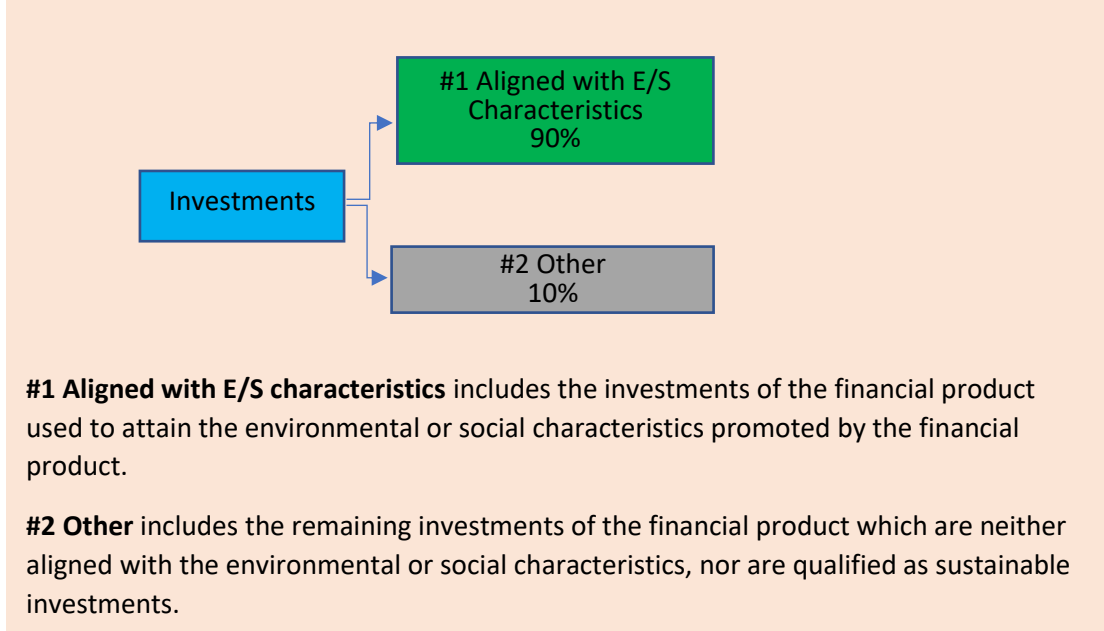 #1 Aligned with E/S
Characteristics
90%
Investments
#2 Other
10%
#1 Aligned with E/S characteristics includes the investments of the financial product
used to attain the environmental or social characteristics promoted by the financial
product.
#2 Other includes the remaining investments of the financial product which are neither
aligned with the environmental or social characteristics, nor are qualified as sustainable
investments.